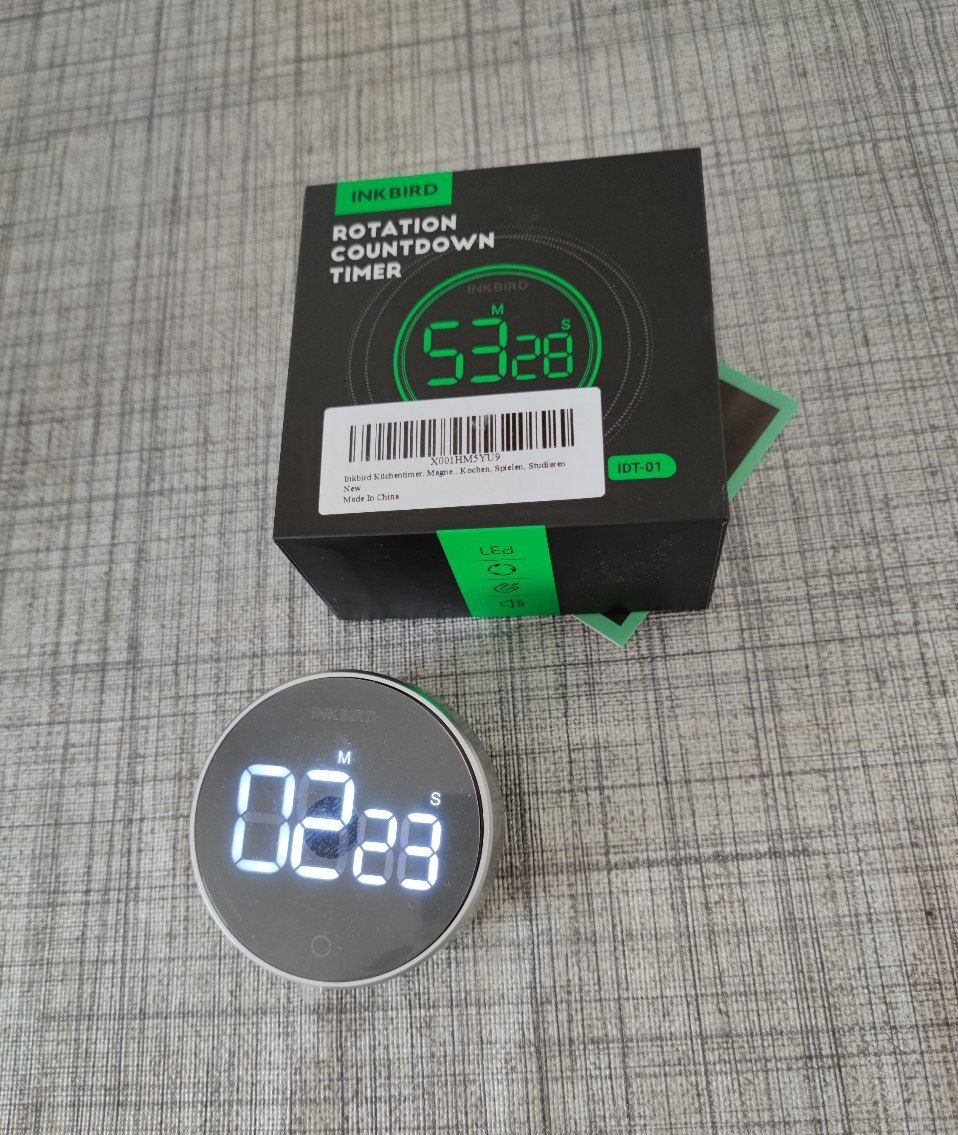 INKBIRD
ROTATION
COUNTDOWN
TIMER
INKBIRD
M
S
53 28
X001HM5YU9
Inkbird Küchentimer, Magne.. Kochen, Spielen, Studieren
New
Made In China
IDT-01
LED
INKBIRD
M
S
02 23